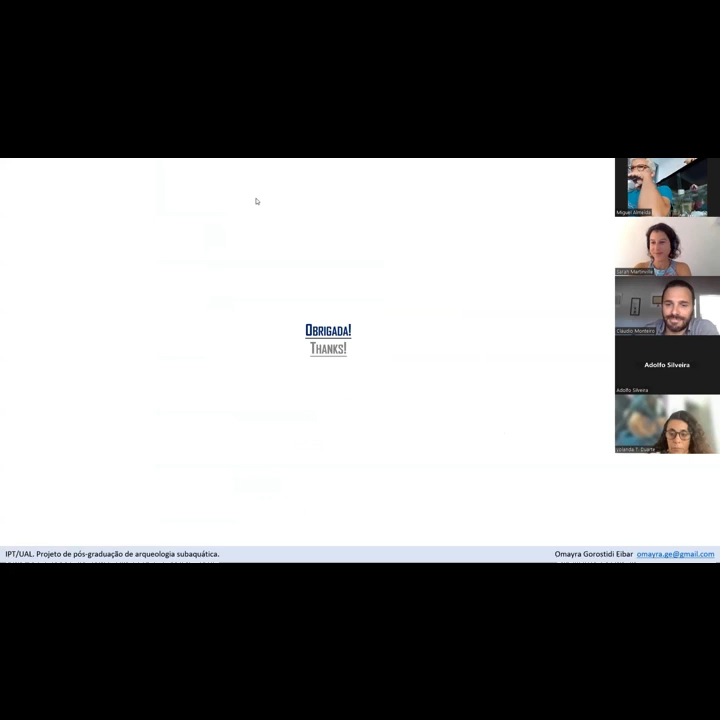 Miguel Almeida
Sarah Martinville
Claudio Monteiro
OBRIGADA!
THANKS!
Adolfo Silveira
Adolfo Silveira
yolanda T. Duarte
IPT/UAL. Projeto de pós-graduação de arqueologia subaquática.
Omayra Gorostidi Eibar omayra.ge@gmail.com